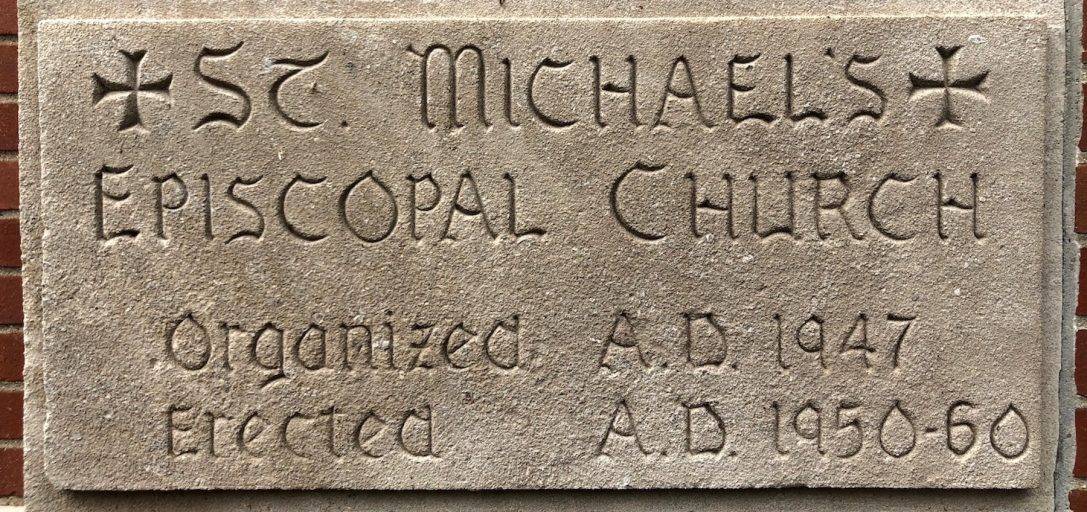 ✠ St. Michael's ✠
Episcopal Church
Organized A.D. 1947
Erected A.D. 1950-60